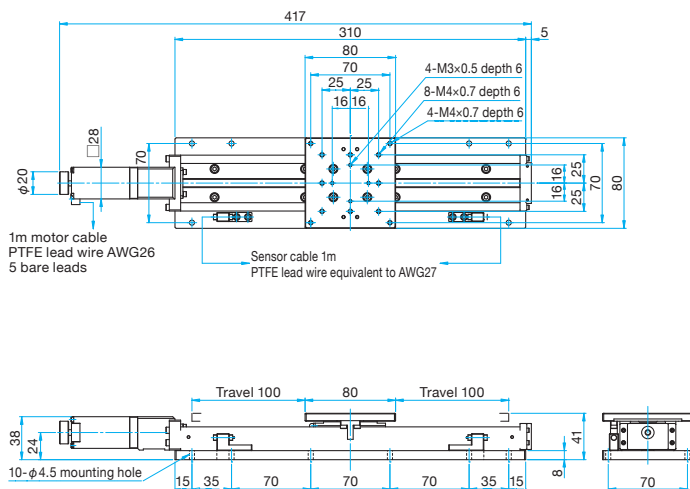 417
310
5
80
70
25 25
16 16
4-M3×0.5 depth 6
8-M4×0.7 depth 6
4-M4×0.7 depth 6
□28
70
φ20
16
16
25
25
70
80
1m motor cable
PTFE lead wire AWG26
5 bare leads
Sensor cable 1m
PTFE lead wire equivalent to AWG27
Travel 100
80
Travel 100
38
24
41
8
10-φ4.5 mounting hole
15
35
70
70
70
35
15
70